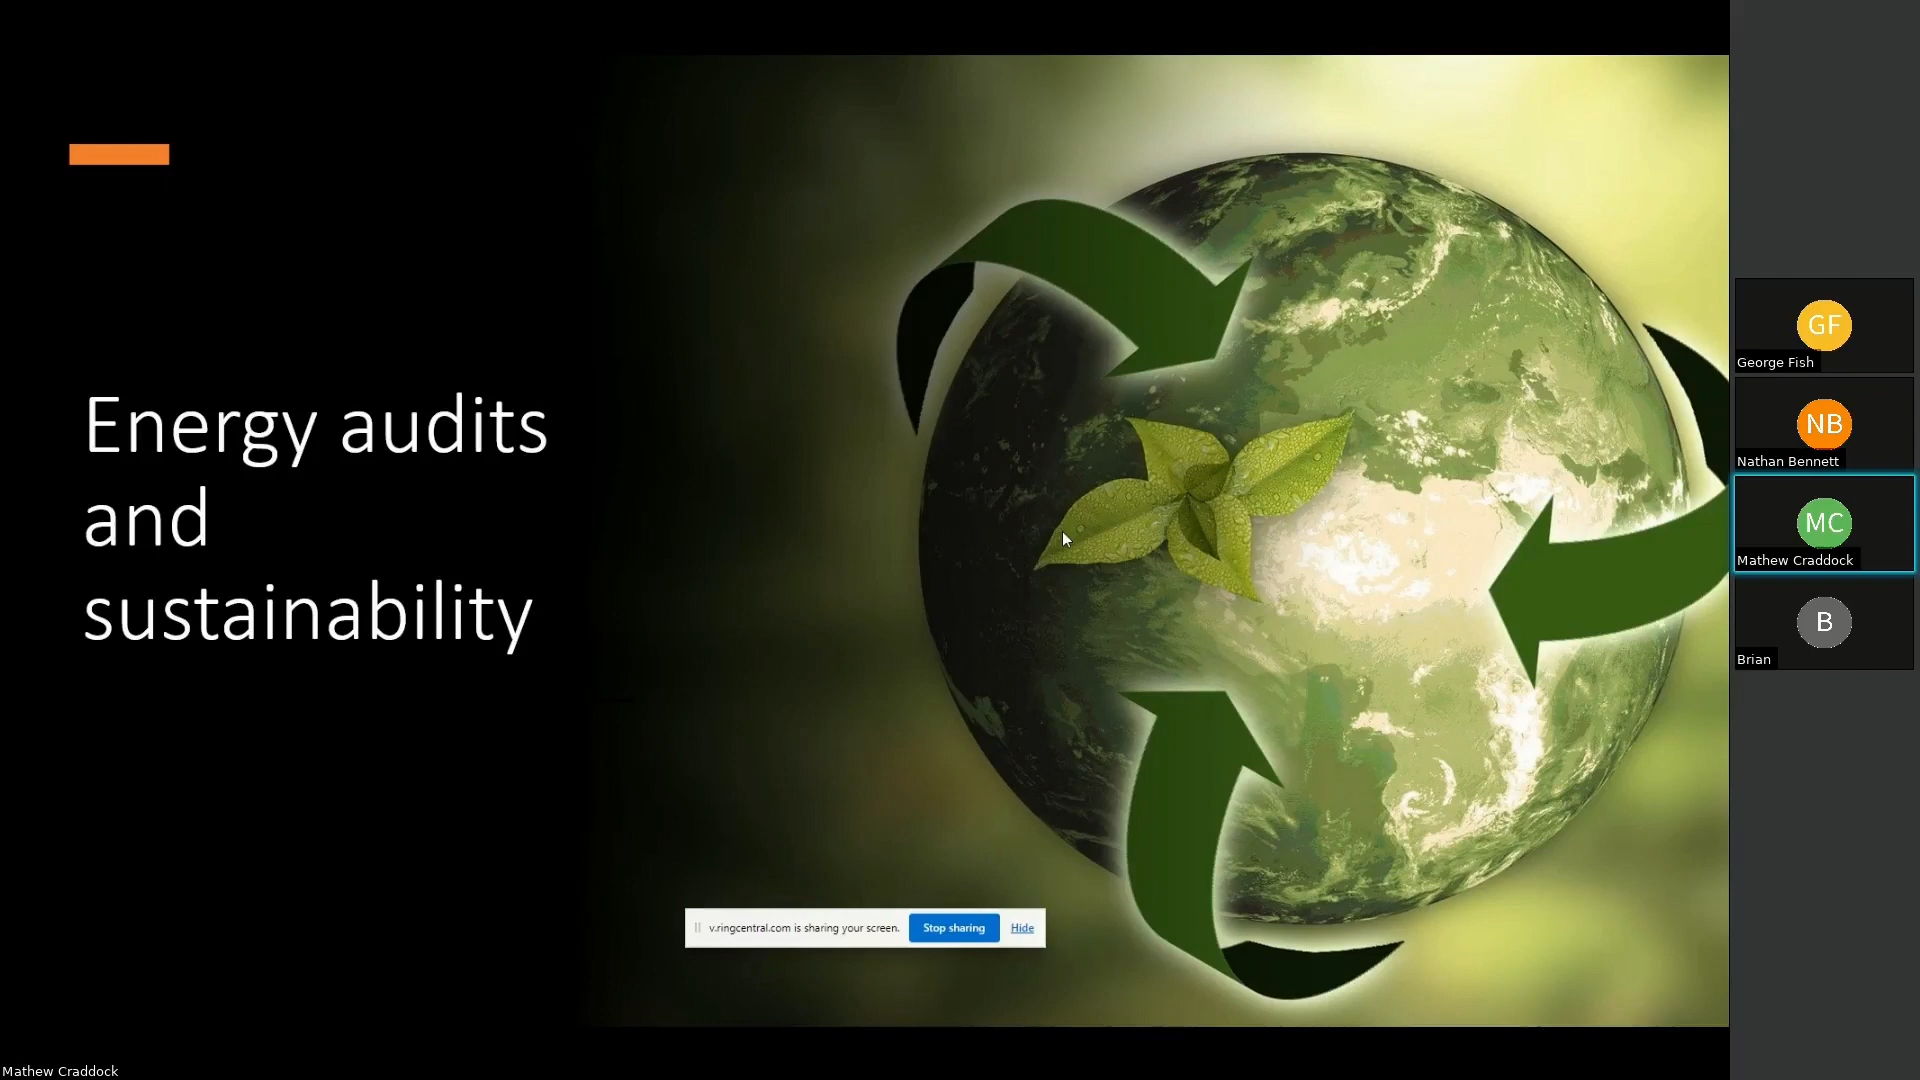 Energy audits
and
sustainability
v.ringcentral.com is sharing your screen. Stop sharing Hide
GF
George Fish
NB
Nathan Bennett
MC
Mathew Craddock
B
Brian
Mathew Craddock